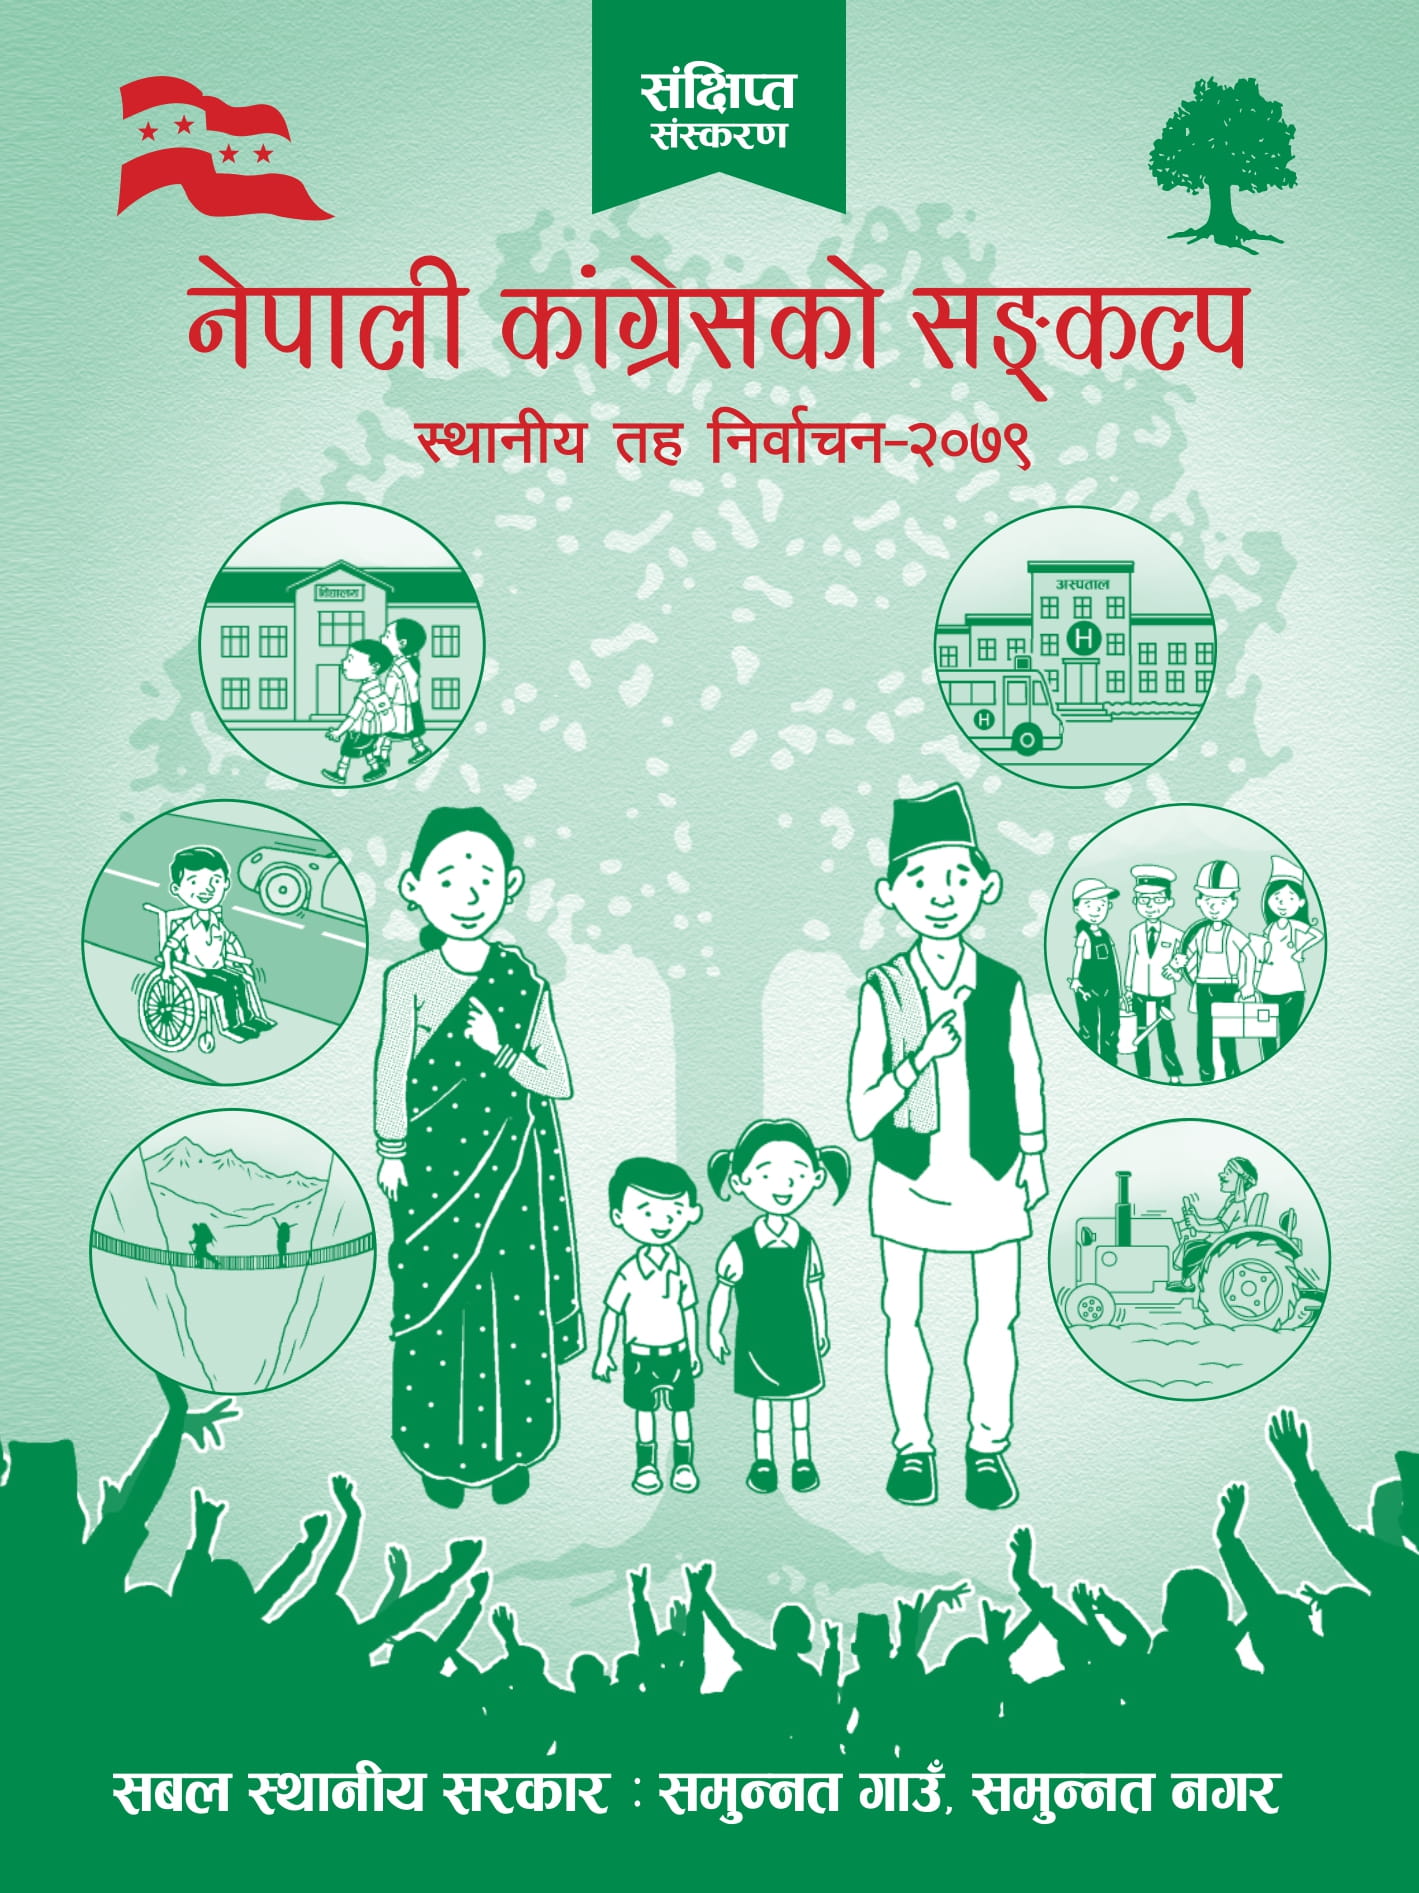 संक्षिप्त
संस्करण
नेपाली कांग्रेसको सङ्कल्प
स्थानीय तह निर्वाचन-२०७९
विद्यालय
अस्पताल
H
H
सबल स्थानीय सरकार : समुन्नत गाउँ, समुन्नत नगर